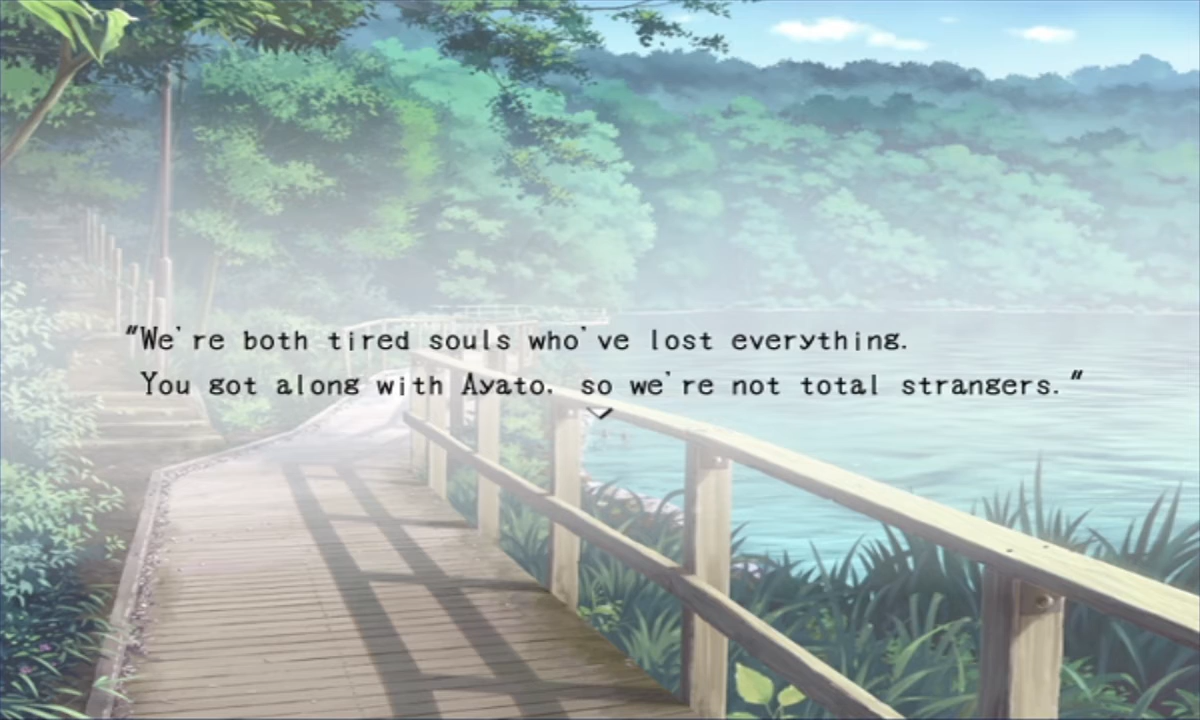 "We're both tired souls who've lost everything.
You got along with Ayato, so we're not total strangers."